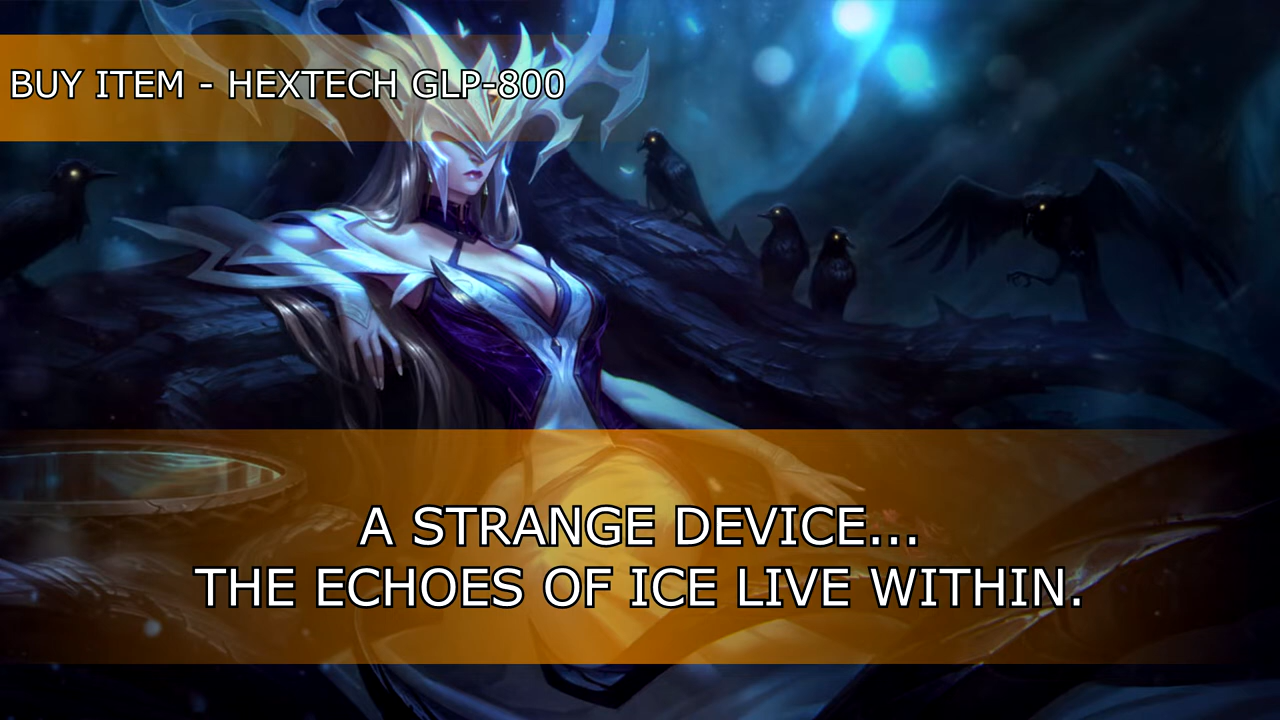 BUY ITEM - HEXTECH GLP-800
A STRANGE DEVICE...
THE ECHOES OF ICE LIVE WITHIN.